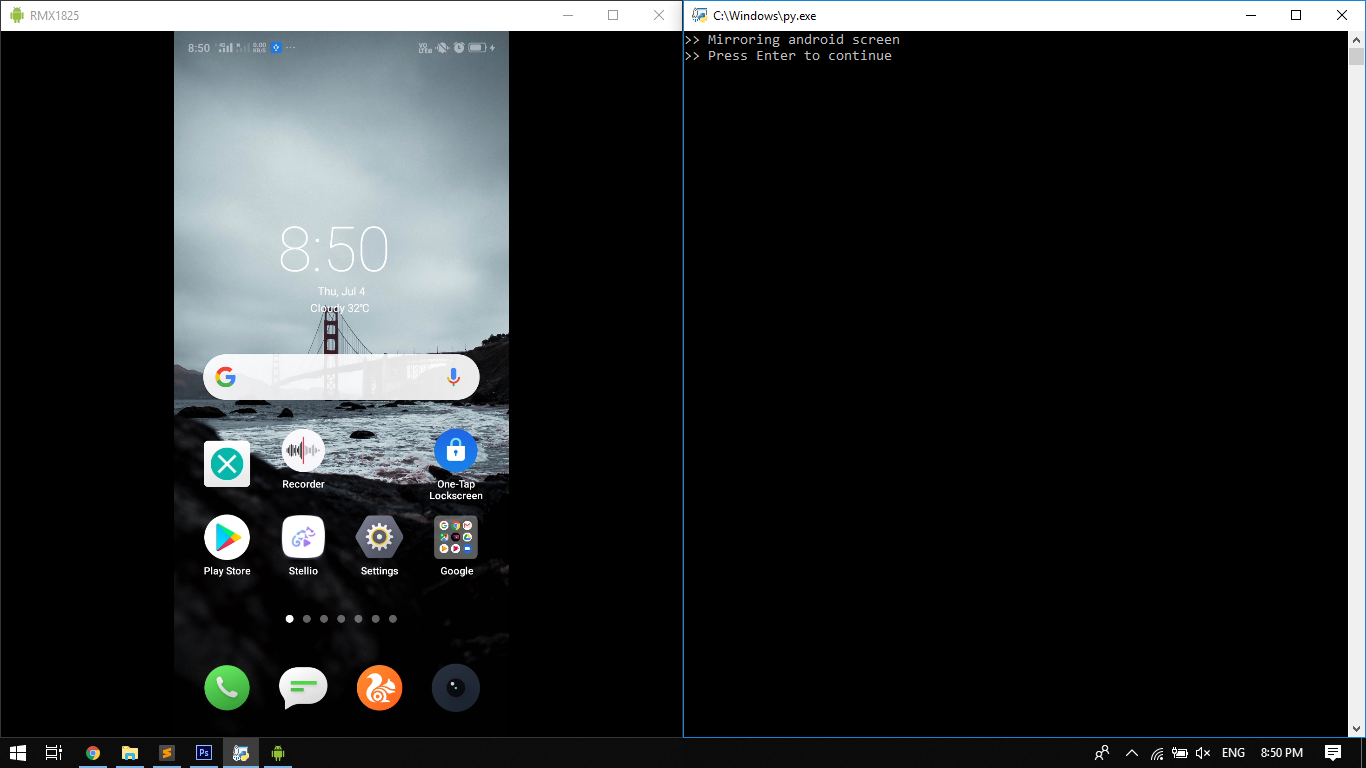 RMX1825
C:\Windows\py.exe
>> Mirroring android screen
>> Press Enter to continue
8:50
8:50
Thu, Jul 4
Cloudy 32°C
Recorder
One-Tap
Lockscreen
Play Store
Stellio
Settings
Google
Ps
ENG
8:50 PM